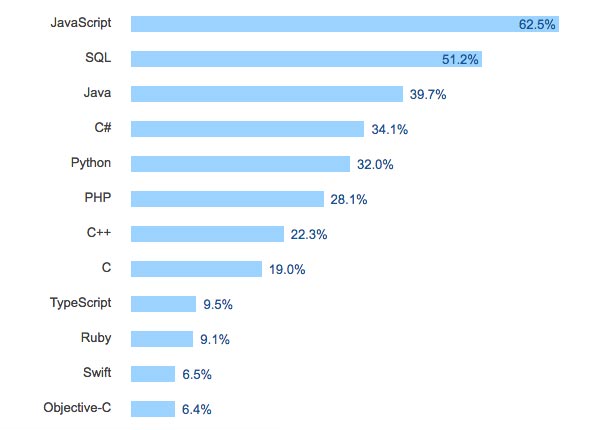 JavaScript 62.5%
SQL 51.2%
Java 39.7%
C# 34.1%
Python 32.0%
PHP 28.1%
C++ 22.3%
C 19.0%
TypeScript 9.5%
Ruby 9.1%
Swift 6.5%
Objective-C 6.4%